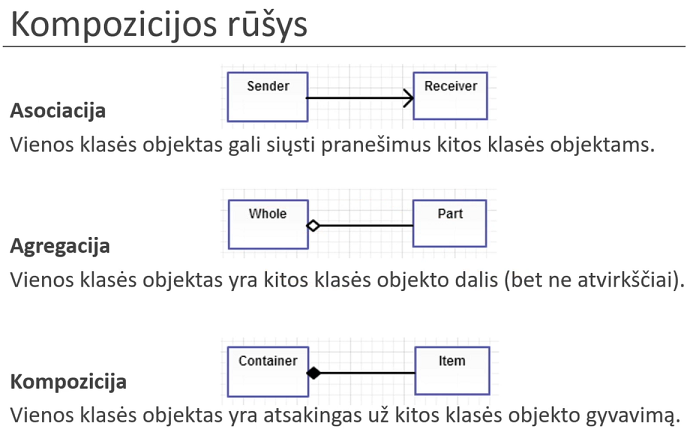 Kompozicijos rūšys
Sender
Receiver
Asociacija
Vienos klasės objektas gali siųsti pranešimus kitos klasės objektams.
Whole
Part
Agregacija
Vienos klasės objektas yra kitos klasės objekto dalis (bet ne atvirkščiai).
Container
Item
Kompozicija
Vienos klasės objektas yra atsakingas už kitos klasės objekto gyvavimą.